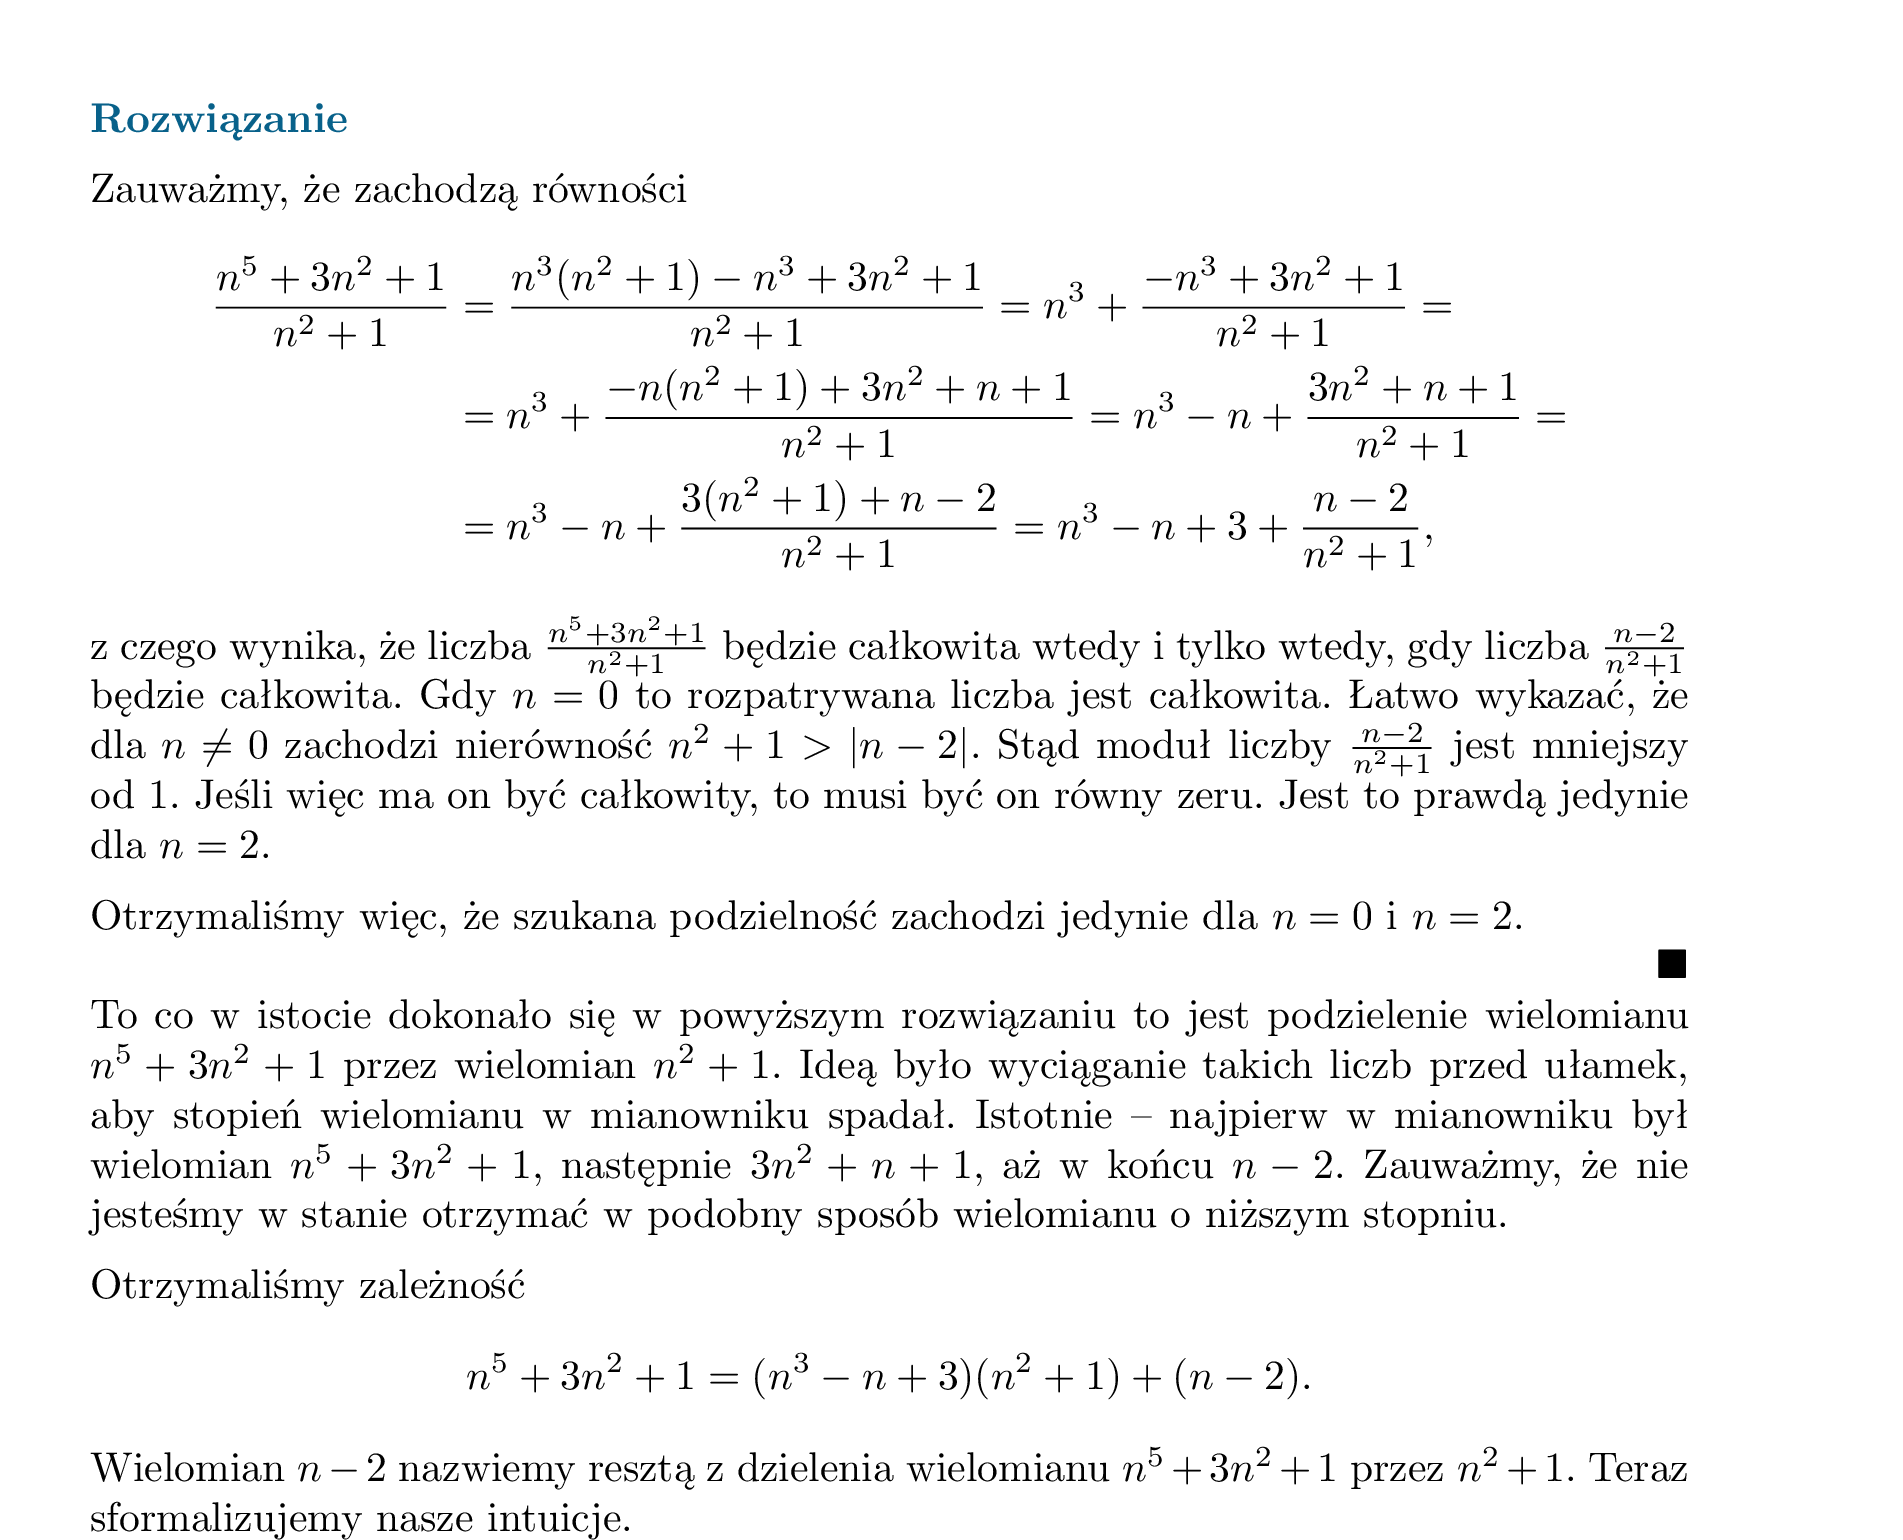 Rozwiązanie
Zauważmy, że zachodzą równości
\frac{n^5 + 3n^2 + 1}{n^2 + 1} = \frac{n^3(n^2 + 1) - n^3 + 3n^2 + 1}{n^2 + 1} = n^3 + \frac{-n^3 + 3n^2 + 1}{n^2 + 1} =
= n^3 + \frac{-n(n^2 + 1) + 3n^2 + n + 1}{n^2 + 1} = n^3 - n + \frac{3n^2 + n + 1}{n^2 + 1} =
= n^3 - n + \frac{3(n^2 + 1) + n - 2}{n^2 + 1} = n^3 - n + 3 + \frac{n - 2}{n^2 + 1},
z czego wynika, że liczba \frac{n^5+3n^2+1}{n^2+1} będzie całkowita wtedy i tylko wtedy, gdy liczba \frac{n-2}{n^2+1}
będzie całkowita. Gdy n = 0 to rozpatrywana liczba jest całkowita. Łatwo wykazać, że
dla n ≠ 0 zachodzi nierówność n^2 + 1 > |n − 2|. Stąd moduł liczby \frac{n-2}{n^2+1} jest mniejszy
od 1. Jeśli więc ma on być całkowity, to musi być on równy zeru. Jest to prawdą jedynie
dla n = 2.
Otrzymaliśmy więc, że szukana podzielność zachodzi jedynie dla n = 0 i n = 2.
■
To co w istocie dokonało się w powyższym rozwiązaniu to jest podzielenie wielomianu
n^5 + 3n^2 + 1 przez wielomian n^2 + 1. Ideą było wyciąganie takich liczb przed ułamek,
aby stopień wielomianu w mianowniku spadał. Istotnie – najpierw w mianowniku był
wielomian n^5 + 3n^2 + 1, następnie 3n^2 + n + 1, aż w końcu n − 2. Zauważmy, że nie
jesteśmy w stanie otrzymać w podobny sposób wielomianu o niższym stopniu.
Otrzymaliśmy zależność
n^5 + 3n^2 + 1 = (n^3 − n + 3)(n^2 + 1) + (n − 2).
Wielomian n − 2 nazwiemy resztą z dzielenia wielomianu n^5 + 3n^2 + 1 przez n^2 + 1. Teraz
sformalizujemy nasze intuicje.